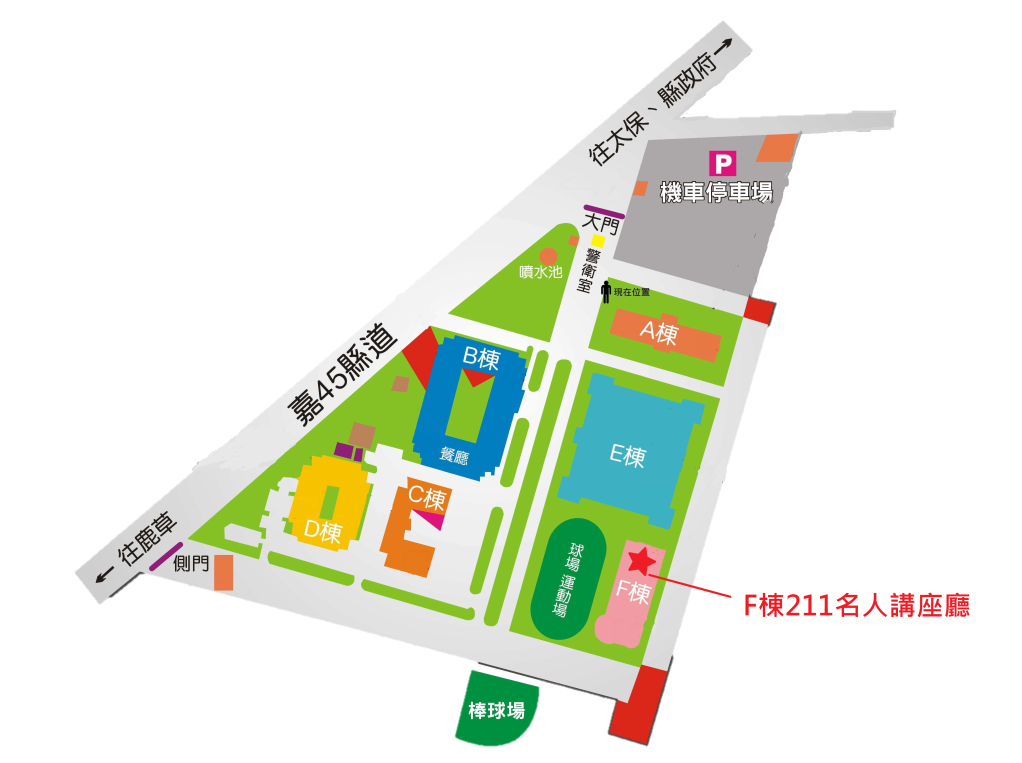 往太保、縣政府
P
機車停車場
大門
警衛室
噴水池
現在位置
A棟
嘉45縣道
B棟
餐廳
E棟
C棟
D棟
往鹿草
側門
球場 運動場
F棟
F棟211名人講座廳
棒球場